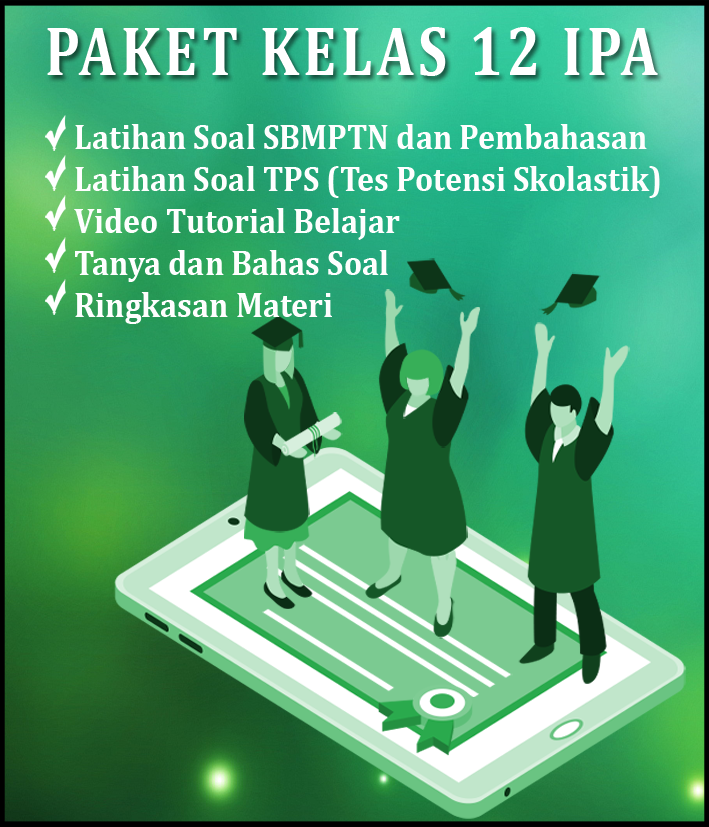 PAKET KELAS 12 IPA
Latihan Soal SBMPTN dan Pembahasan
Latihan Soal TPS (Tes Potensi Skolastik)
Video Tutorial Belajar
Tanya dan Bahas Soal
Ringkasan Materi